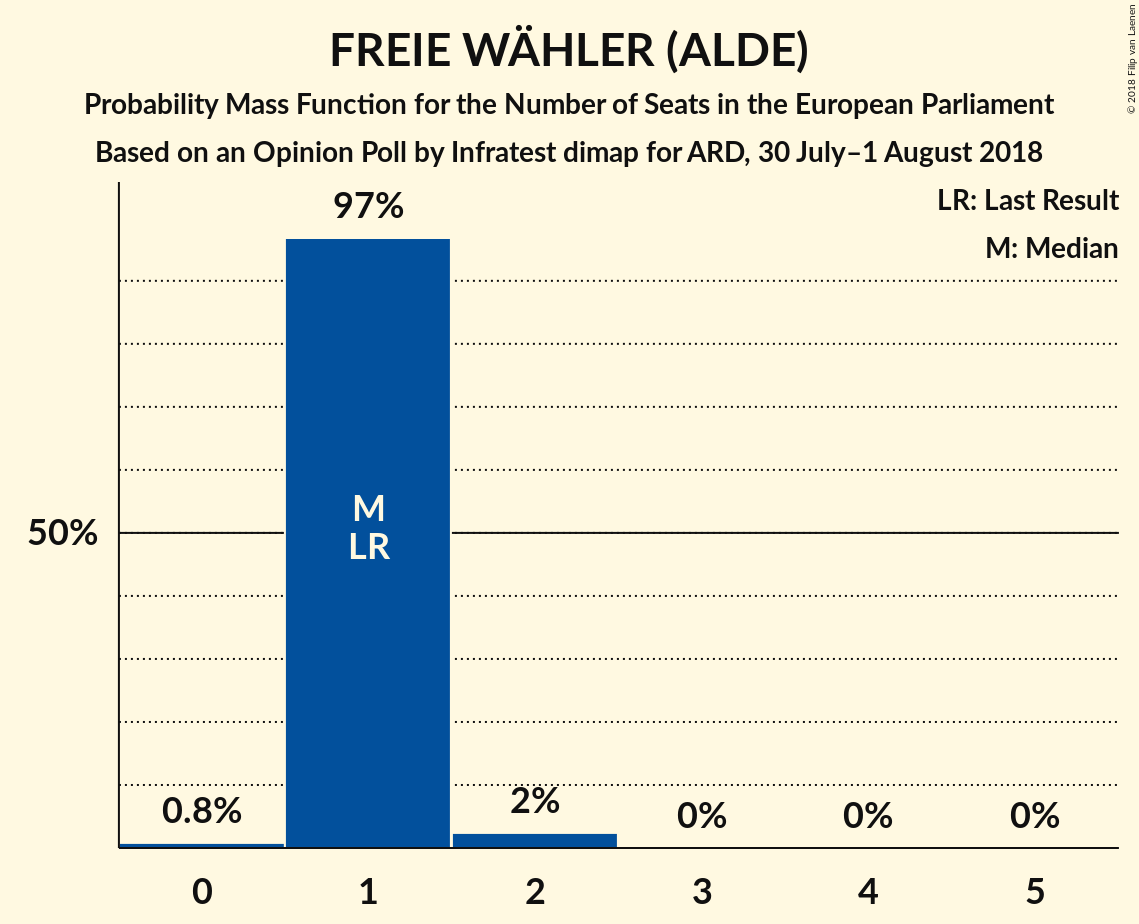 FREIE WÄHLER (ALDE)
Probability Mass Function for the Number of Seats in the European Parliament
Based on an Opinion Poll by Infratest dimap for ARD, 30 July–1 August 2018
© 2018 Filip van Laenen
LR: Last Result
M: Median
97%
M
LR
50%
0.8%
2%
0%
0%
0%
0
1
2
3
4
5